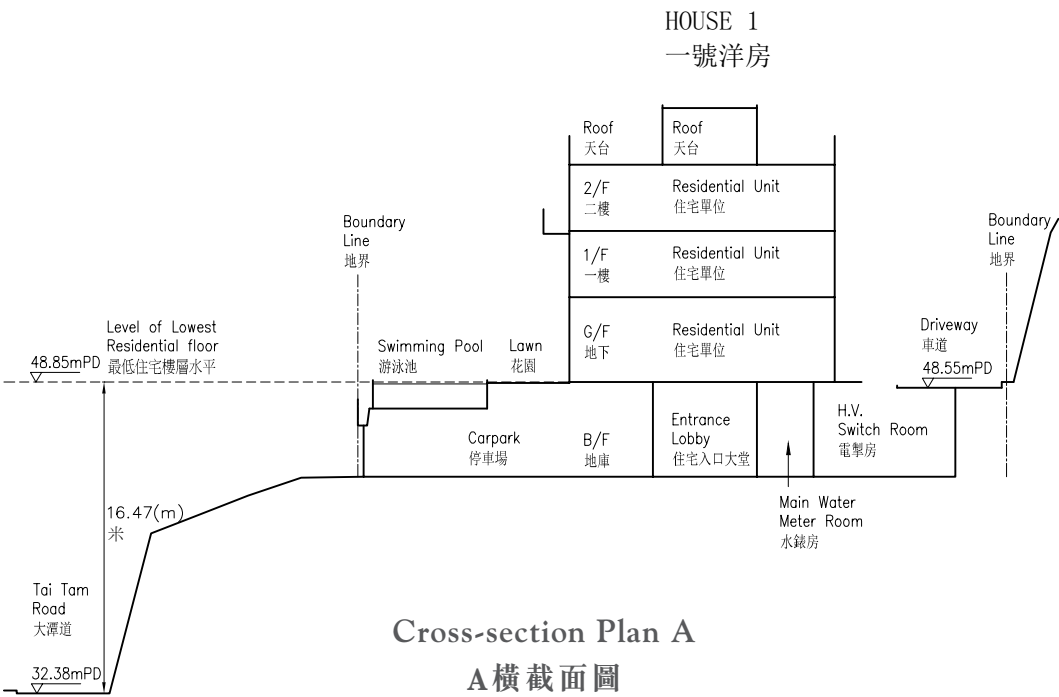 HOUSE 1
一號洋房
Roof
天台
Roof
天台
2/F
二樓
Residential Unit
住宅單位
Boundary
Line
地界
1/F
一樓
Residential Unit
住宅單位
Boundary
Line
地界
Level of Lowest
Residential floor
最低住宅樓層水平
48.85mPD
Swimming Pool
游泳池
Lawn
花園
G/F
地下
Residential Unit
住宅單位
Driveway
車道
48.55mPD
Carpark
停車場
B/F
地庫
Entrance
Lobby
住宅入口大堂
H.V.
Switch Room
電掣房
Main Water
Meter Room
水錶房
16.47(m)
米
Tai Tam
Road
大潭道
32.38mPD
Cross-section Plan A
A橫截面圖